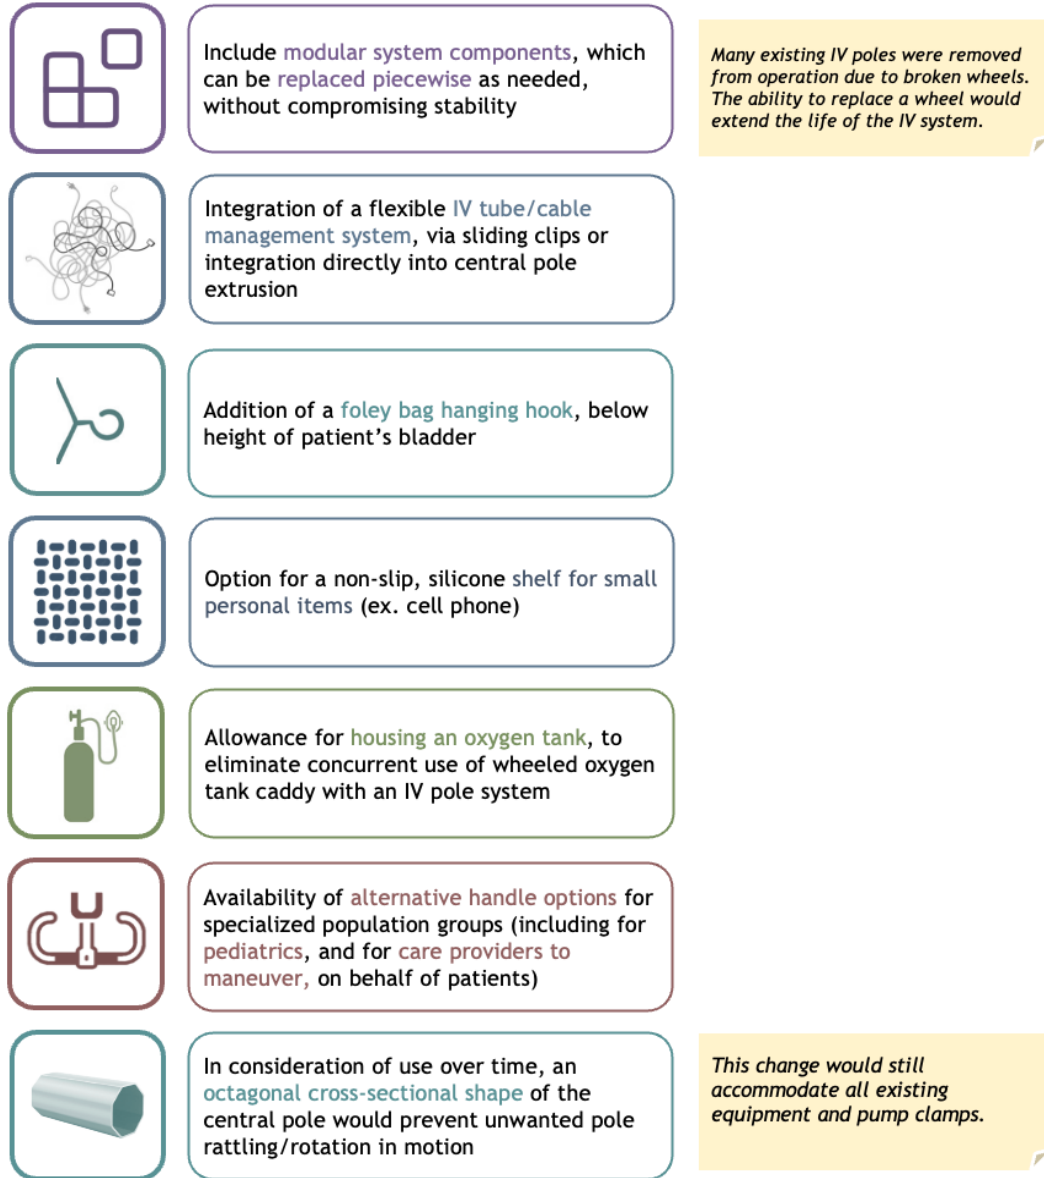 Include modular system components, which
can be replaced piecewise as needed,
without compromising stability
Many existing IV poles were removed
from operation due to broken wheels.
The ability to replace a wheel would
extend the life of the IV system.
Integration of a flexible IV tube/cable
management system, via sliding clips or
integration directly into central pole
extrusion
Addition of a foley bag hanging hook, below
height of patient’s bladder
Option for a non-slip, silicone shelf for small
personal items (ex. cell phone)
Allowance for housing an oxygen tank, to
eliminate concurrent use of wheeled oxygen
tank caddy with an IV pole system
Availability of alternative handle options for
specialized population groups (including for
pediatrics, and for care providers to
maneuver, on behalf of patients)
In consideration of use over time, an
octagonal cross-sectional shape of the
central pole would prevent unwanted pole
rattling/rotation in motion
This change would still
accommodate all existing
equipment and pump clamps.